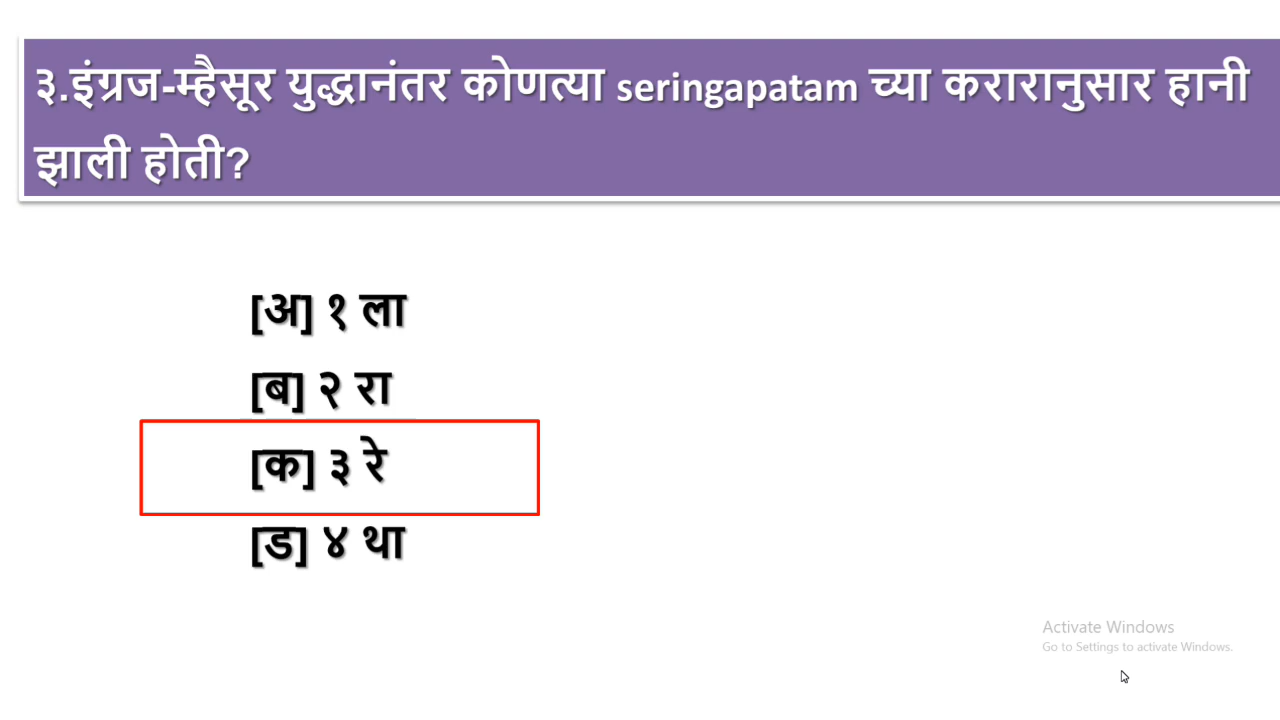 ३.इंग्रज-म्हैसूर युद्धानंतर कोणत्या seringapatam च्या करारानुसार हानी
झाली होती?
[अ] १ ला
[ब] २ रा
[क] ३ रे
[ड] ४ था
Activate Windows
Go to Settings to activate Windows.